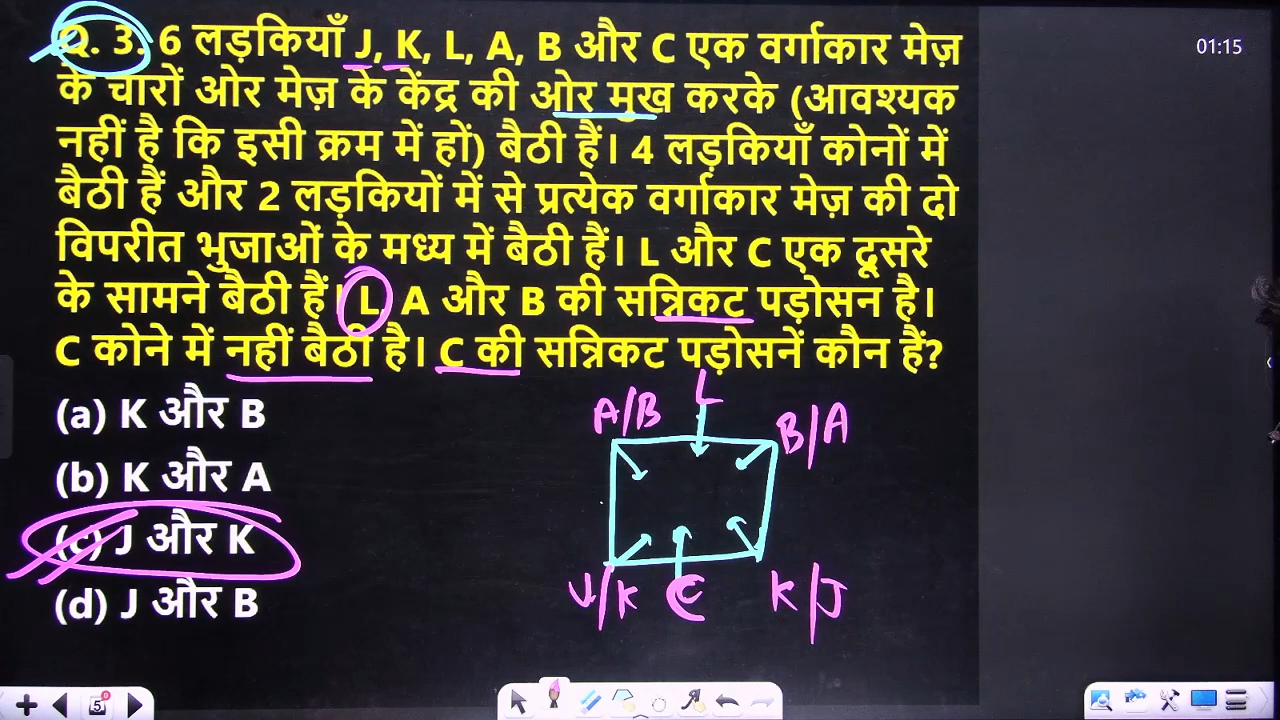 Q. 3. 6 लड़कियाँ J, K, L, A, B और C एक वर्गाकार मेज़
01:15
के चारों ओर मेज़ के केंद्र की ओर मुख करके (आवश्यक
नहीं है कि इसी क्रम में हों) बैठी हैं। 4 लड़कियाँ कोनों में
बैठी हैं और 2 लड़कियों में से प्रत्येक वर्गाकार मेज़ की दो
विपरीत भुजाओं के मध्य में बैठी हैं। L और C एक दूसरे
के सामने बैठी हैं। L, A और B की सन्निकट पड़ोसन है।
C कोने में नहीं बैठी है। C की सन्निकट पड़ोसनें कौन हैं?
(a) K और B
A/B L B/A
(b) K और A
(c) J और K
(d) J और B
J/K C K/J
5